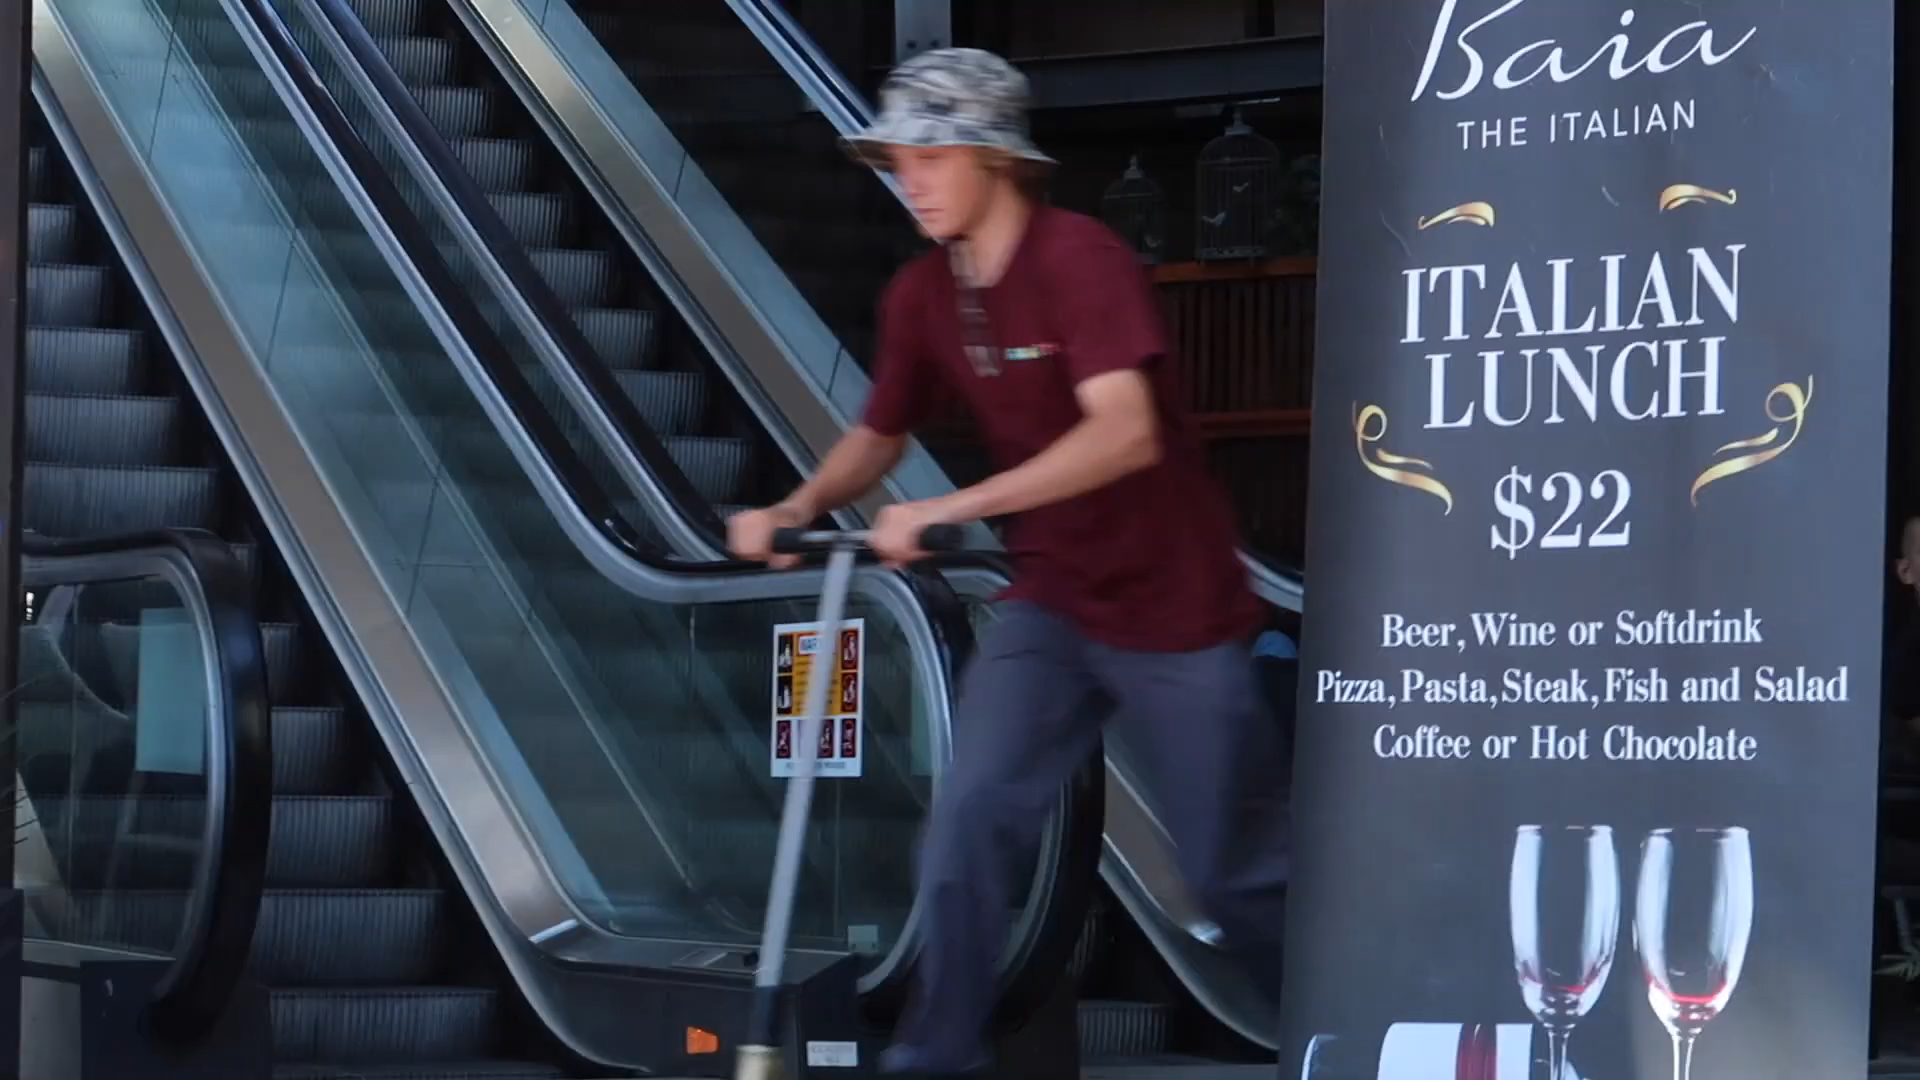 Baia
THE ITALIAN
ITALIAN
LUNCH
$22
Beer, Wine or Softdrink
Pizza, Pasta, Steak, Fish and Salad
Coffee or Hot Chocolate